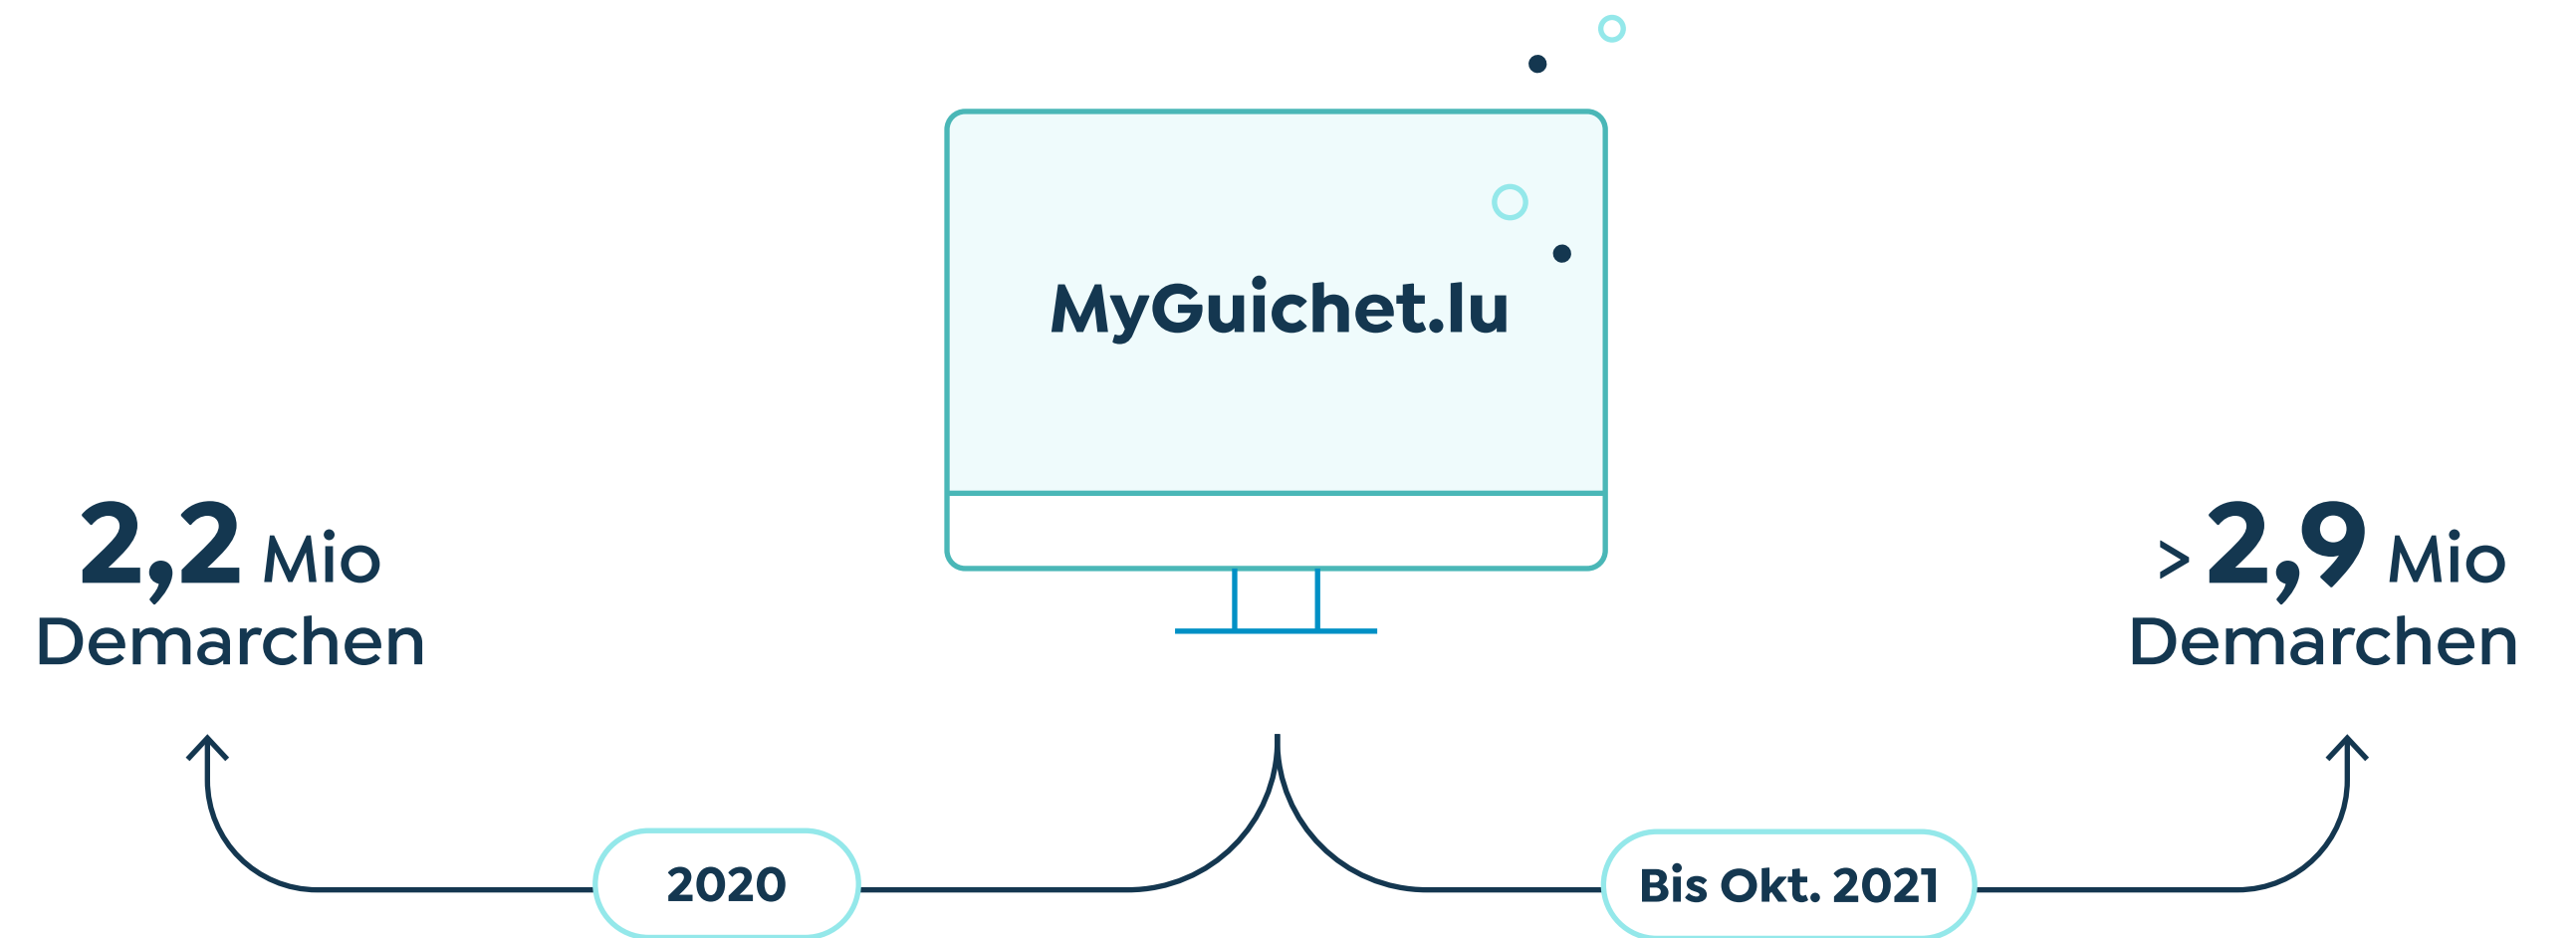 MyGuichet.lu
2,2 Mio
Demarchen
> 2,9 Mio
Demarchen
2020
Bis Okt. 2021